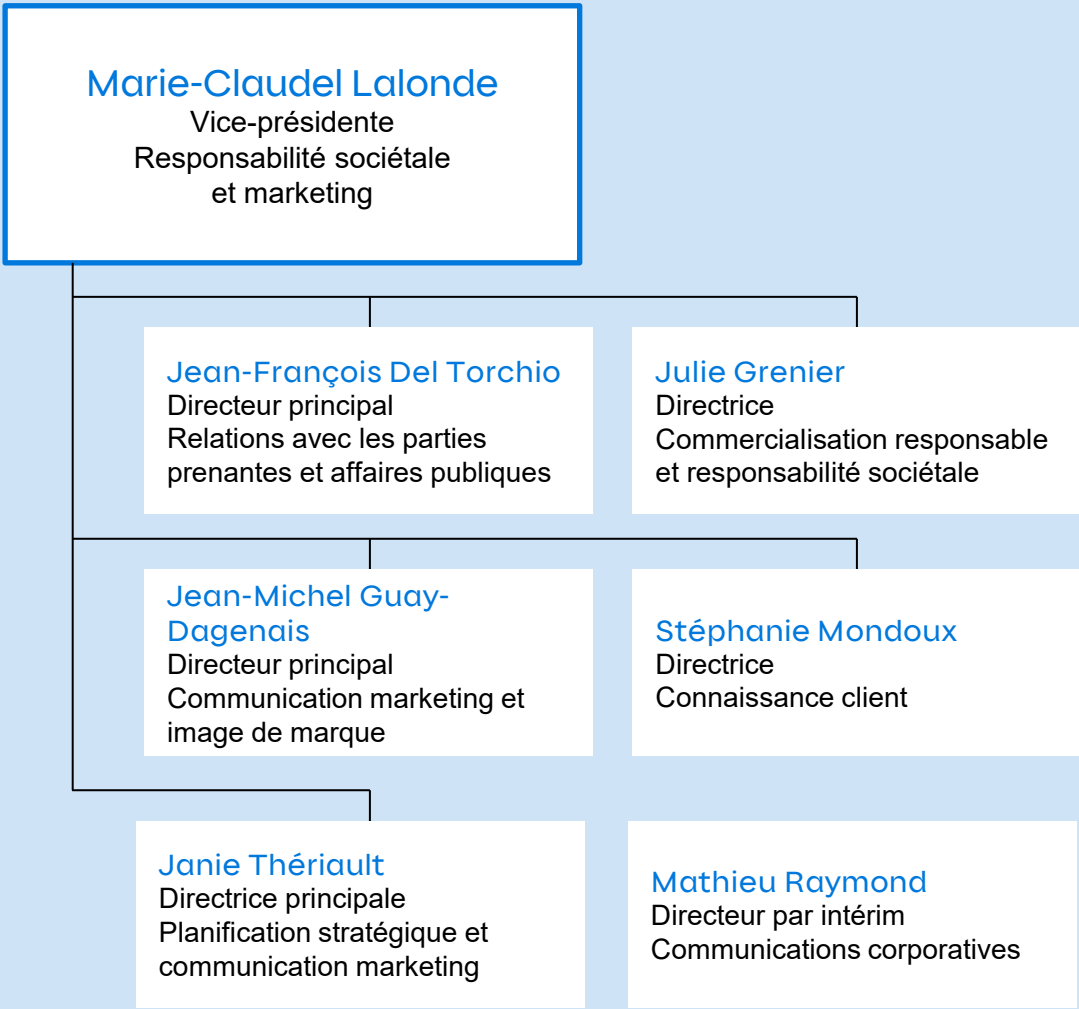 Marie-Claudel Lalonde
Vice-présidente
Responsabilité sociétale
et marketing
Jean-François Del Torchio
Directeur principal
Relations avec les parties
prenantes et affaires publiques
Julie Grenier
Directrice
Commercialisation responsable
et responsabilité sociétale
Jean-Michel Guay-
Dagenais
Directeur principal
Communication marketing et
image de marque
Stéphanie Mondoux
Directrice
Connaissance client
Janie Thériault
Directrice principale
Planification stratégique et
communication marketing
Mathieu Raymond
Directeur par intérim
Communications corporatives